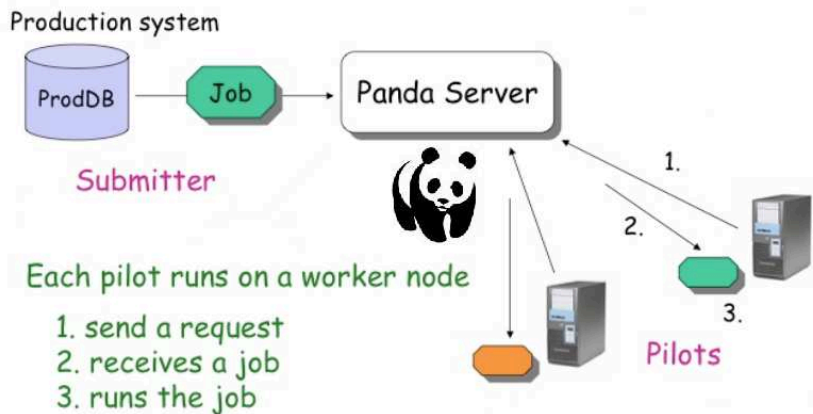 Production system
ProdDB
Job
Panda Server
Submitter
1.
2.
Each pilot runs on a worker node
1. send a request
2. receives a job
3. runs the job
3.
Pilots